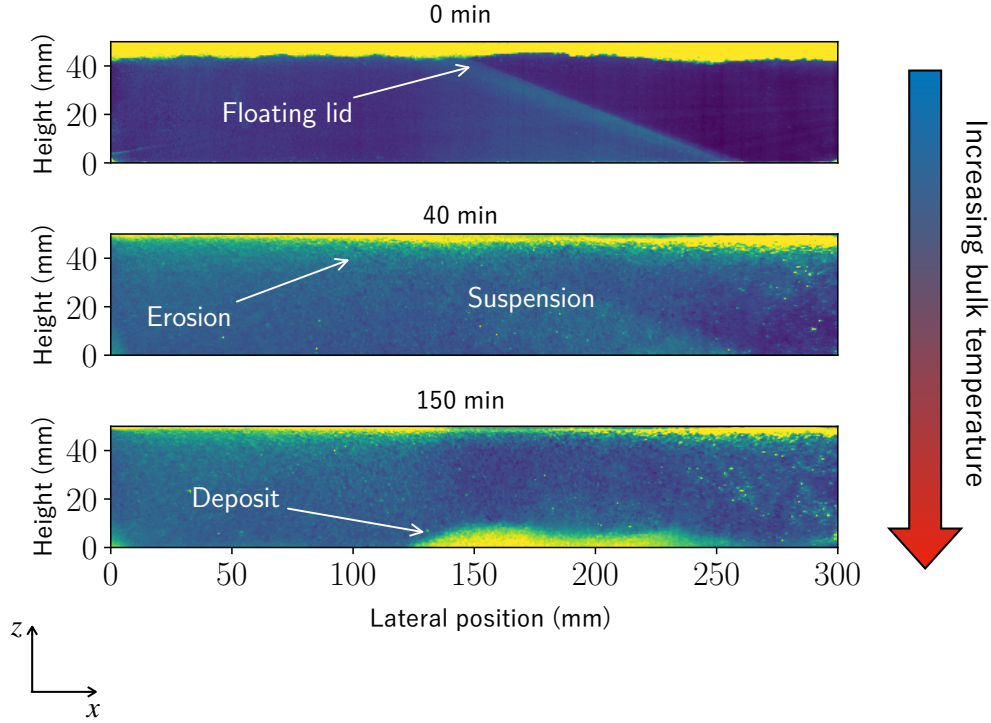 0 min
40
20
0
Height (mm)
Floating lid
40 min
40
20
0
Height (mm)
Erosion
Suspension
150 min
40
20
0
Height (mm)
Deposit
0 50 100 150 200 250 300
Lateral position (mm)
Increasing bulk temperature
z
x